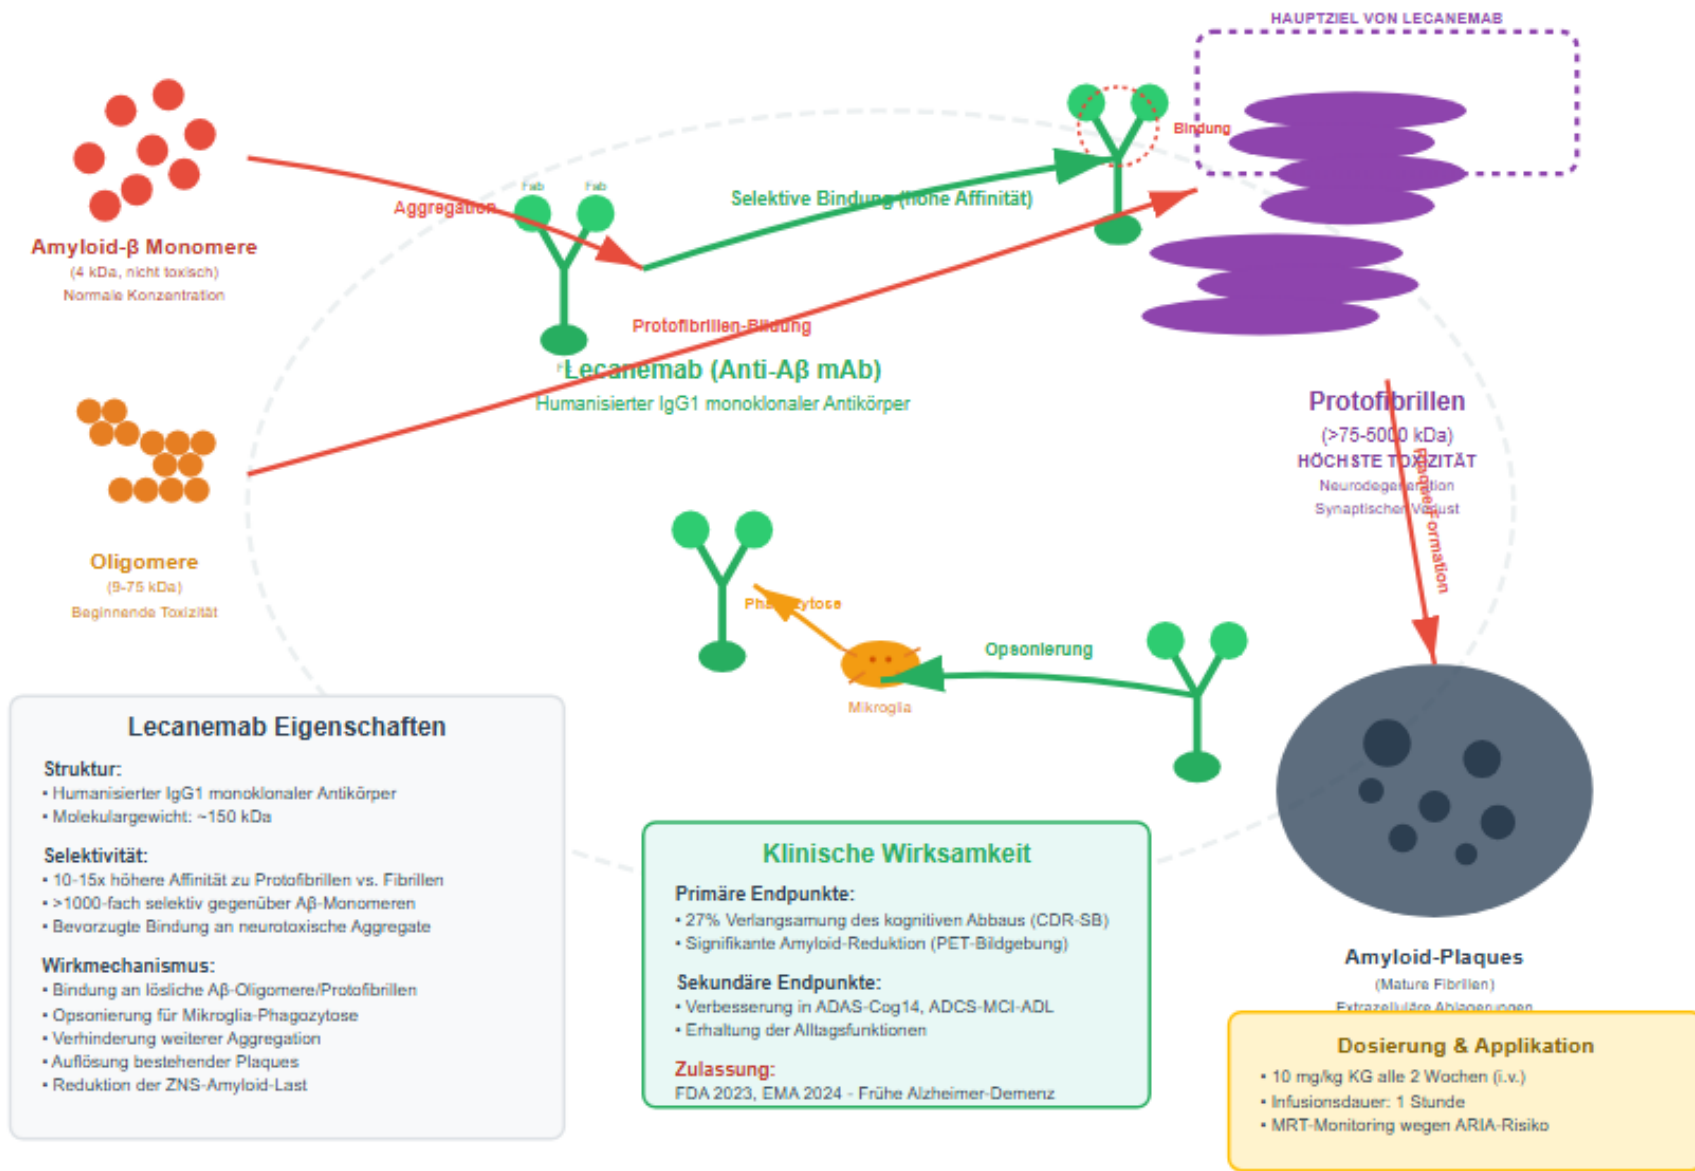 HAUPTZIEL VON LECANEMAB
Bindung
Fab
Fab
Selektive Bindung (hohe Affinität)
Aggregation
Amyloid-β Monomere
(4 kDa, nicht toxisch)
Normale Konzentration
Protofibrillen-Bildung
Lecanemab (Anti-Aβ mAb)
Humanisierter IgG1 monoklonaler Antikörper
Protofibrillen
(>75-5000 kDa)
HÖCHSTE TOXIZITÄT
Neurodegeneration
Synaptischer Verlust
Plaque-Formation
Oligomere
(9-75 kDa)
Beginnende Toxizität
Phagozytose
Opsonierung
Mikroglia
Lecanemab Eigenschaften
Struktur:
• Humanisierter IgG1 monoklonaler Antikörper
• Molekulargewicht: ~150 kDa
Selektivität:
• 10-15x höhere Affinität zu Protofibrillen vs. Fibrillen
• >1000-fach selektiv gegenüber Aβ-Monomeren
• Bevorzugte Bindung an neurotoxische Aggregate
Wirkmechanismus:
• Bindung an lösliche Aβ-Oligomere/Protofibrillen
• Opsonierung für Mikroglia-Phagozytose
• Verhinderung weiterer Aggregation
• Auflösung bestehender Plaques
• Reduktion der ZNS-Amyloid-Last
Klinische Wirksamkeit
Primäre Endpunkte:
• 27% Verlangsamung des kognitiven Abbaus (CDR-SB)
• Signifikante Amyloid-Reduktion (PET-Bildgebung)
Sekundäre Endpunkte:
• Verbesserung in ADAS-Cog14, ADCS-MCI-ADL
• Erhaltung der Alltagsfunktionen
Zulassung:
FDA 2023, EMA 2024 - Frühe Alzheimer-Demenz
Amyloid-Plaques
(Mature Fibrillen)
Extrazelluläre Ablagerungen
Dosierung & Applikation
• 10 mg/kg KG alle 2 Wochen (i.v.)
• Infusionsdauer: 1 Stunde
• MRT-Monitoring wegen ARIA-Risiko